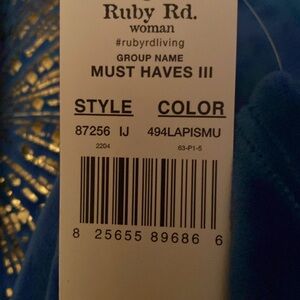 Ruby Rd.
woman
#rubyrdliving
GROUP NAME
MUST HAVES III
STYLE COLOR
87256 IJ 494LAPISMU
2204 63-P1-5
8 25655 89686 6